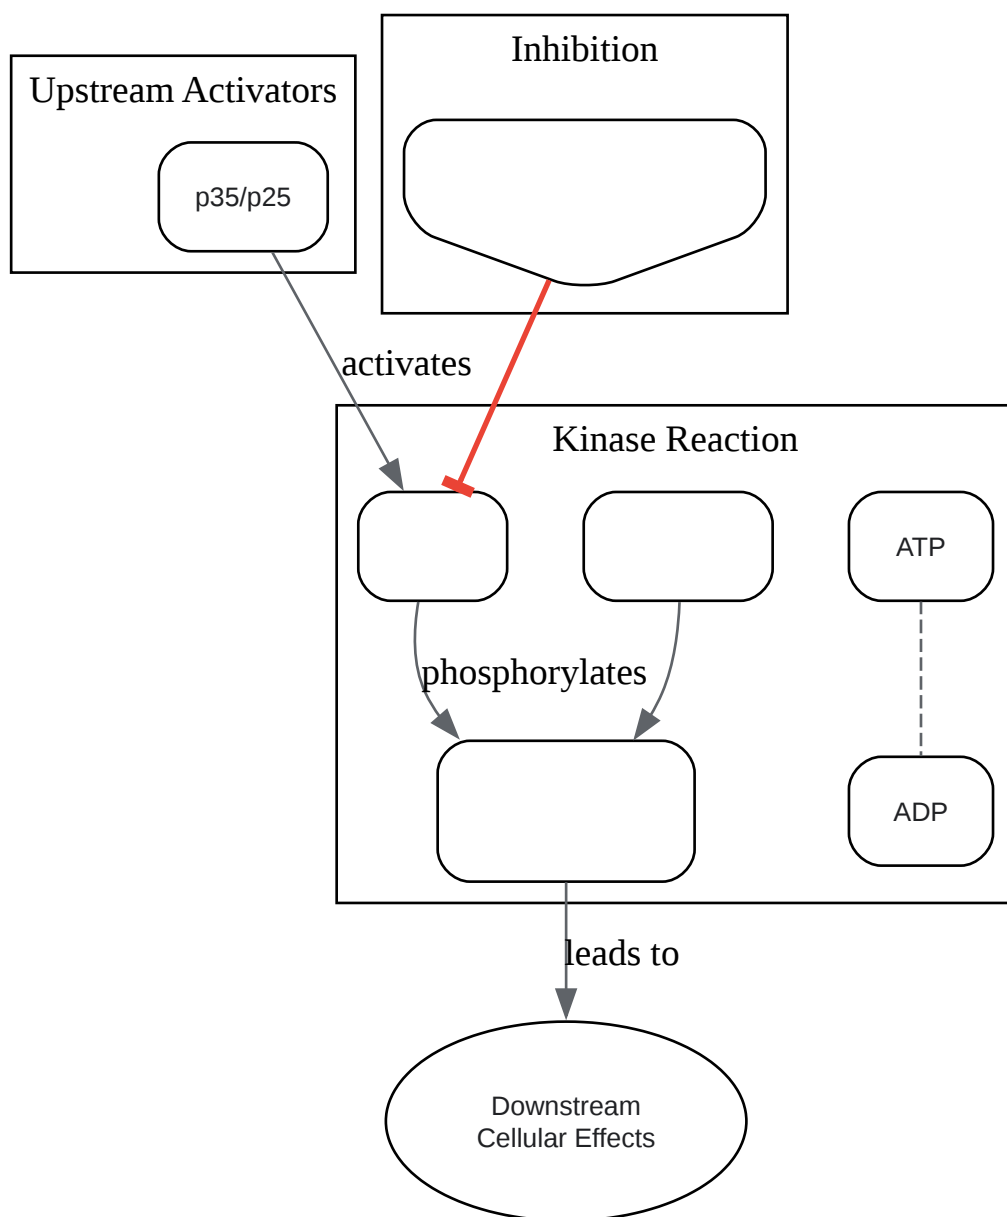 Inhibition
Upstream Activators
p35/p25
activates
Kinase Reaction
ATP
phosphorylates
ADP
leads to
Downstream
Cellular Effects